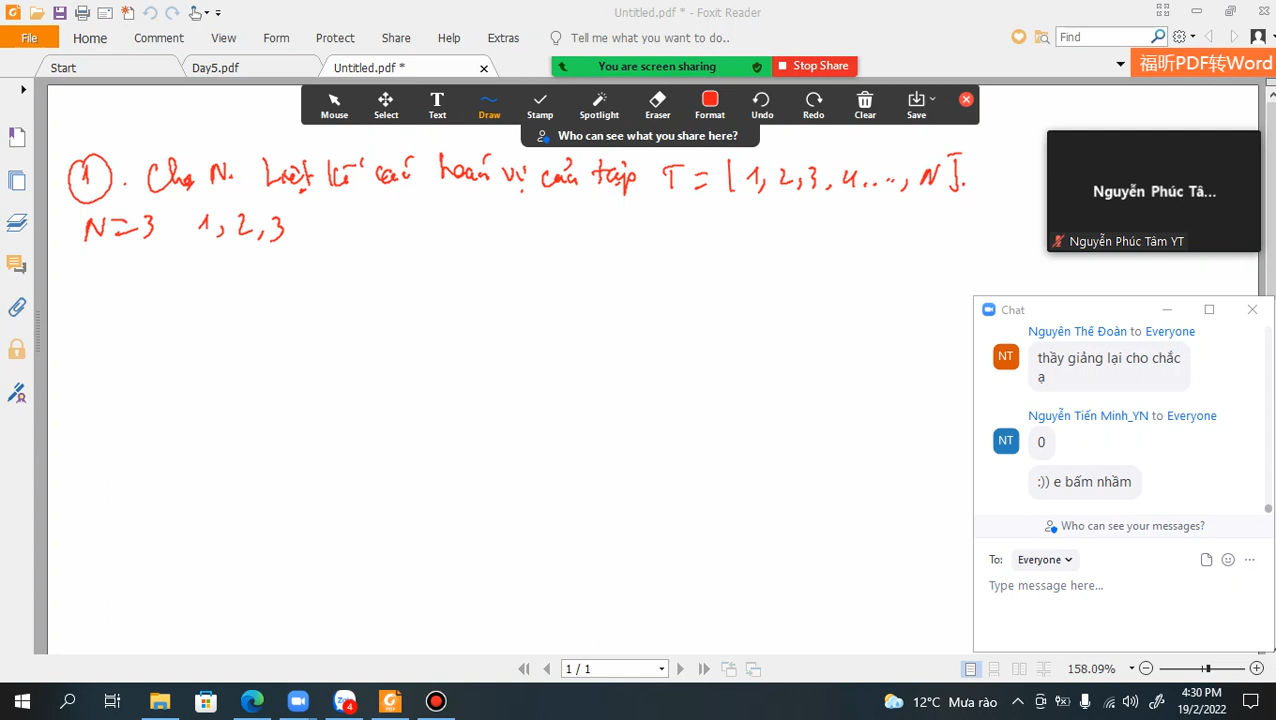 Untitled.pdf * - Foxit Reader
File Home Comment View Form Protect Share Help Extras Tell me what you want to do.. Find
Start Day5.pdf Untitled.pdf * You are screen sharing Stop Share 福昕PDF转Word
Mouse Select Text Draw Stamp Spotlight Eraser Format Undo Redo Clear Save
Who can see what you share here?
1. Cho N. Liệt kê các hoán vị của tập T = [1, 2, 3, 4..., N].
N=3 1, 2, 3
Nguyễn Phúc Tâ...
Nguyễn Phúc Tâm YT
Chat
Nguyên Thế Đoàn to Everyone
NT thầy giảng lại cho chắc
ạ
Nguyễn Tiến Minh_YN to Everyone
NT 0
:)) e bấm nhầm
Who can see your messages?
To: Everyone
Type message here...
1 / 1 158.09%
4 12°C Mưa rào 4:30 PM
19/2/2022